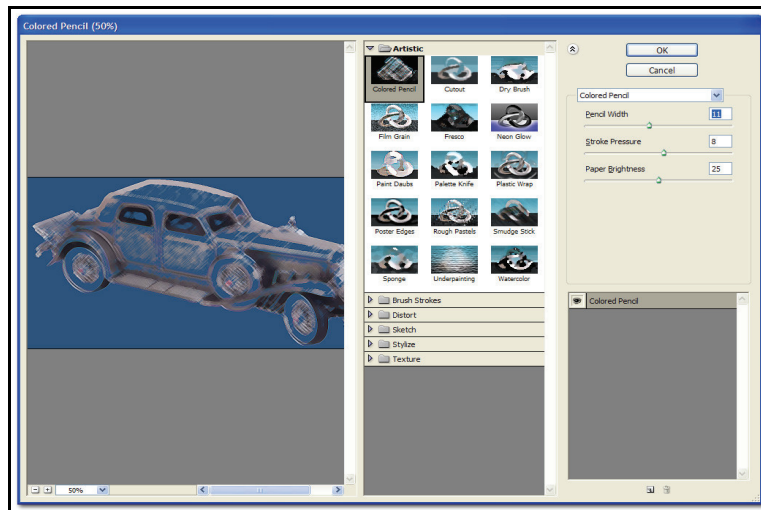 Colored Pencil (50%)
Artistic
Colored Pencil
Cutout
Dry Brush
Film Grain
Fresco
Neon Glow
Paint Daubs
Palette Knife
Plastic Wrap
Poster Edges
Rough Pastels
Smudge Stick
Sponge
Underpainting
Watercolor
Brush Strokes
Distort
Sketch
Stylize
Texture
50%
OK
Cancel
Colored Pencil
Pencil Width 11
Stroke Pressure 8
Paper Brightness 25
Colored Pencil